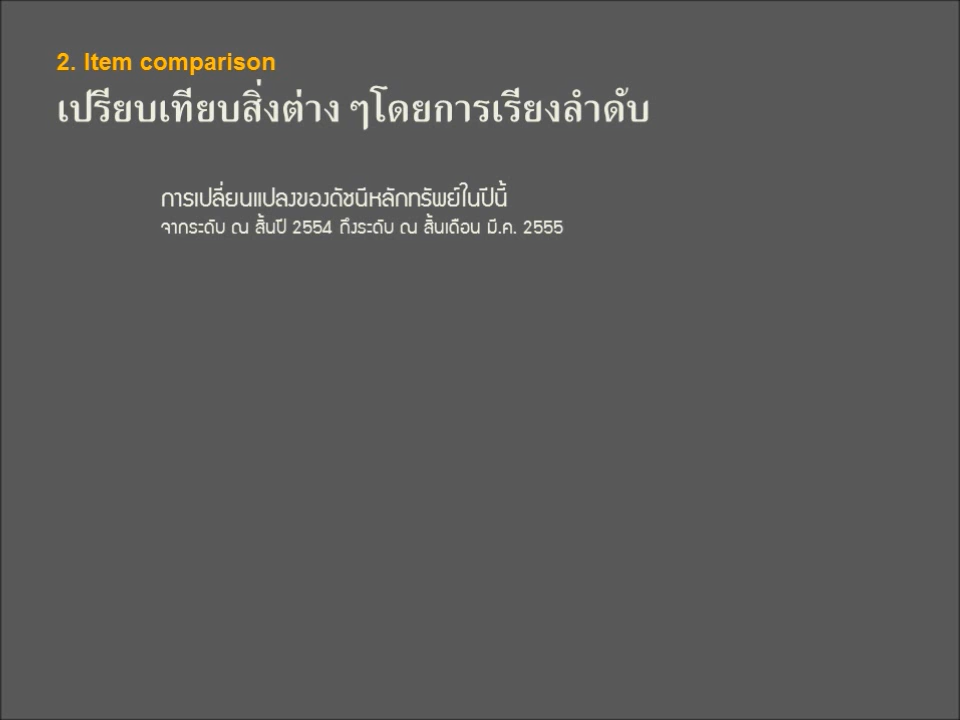 2. Item comparison
เปรียบเทียบสิ่งต่าง ๆโดยการเรียงลำดับ
การเปลี่ยนแปลงของดัชนีหลักทรัพย์ในปีนี้
จากระดับ ณ สิ้นปี 2554 ถึงระดับ ณ สิ้นเดือน มี.ค. 2555